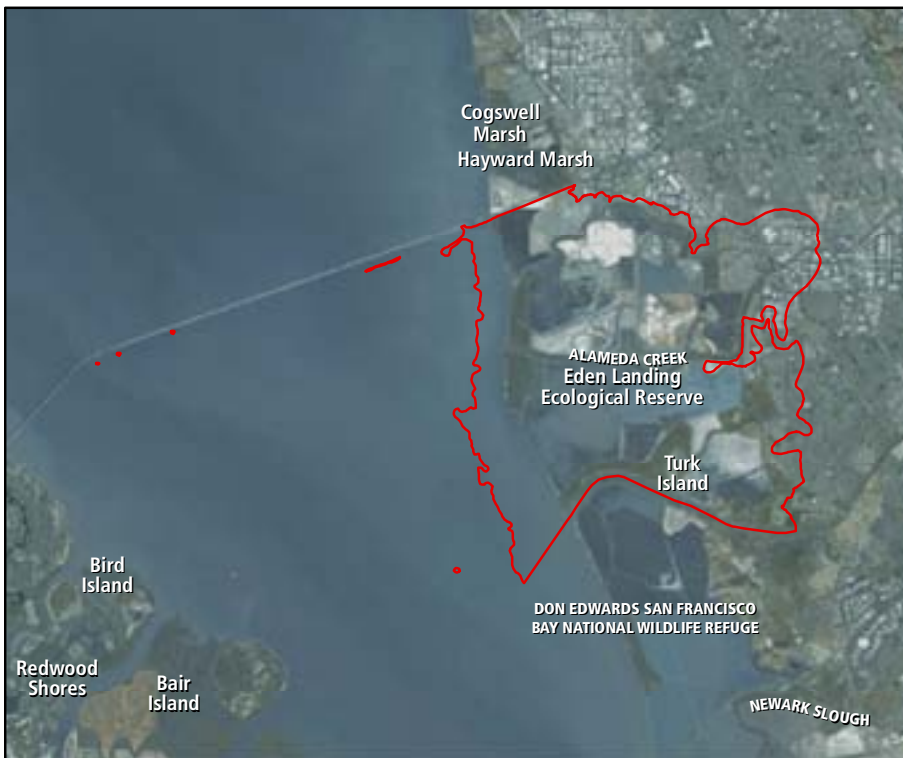 Cogswell
Marsh
Hayward Marsh
ALAMEDA CREEK
Eden Landing
Ecological Reserve
Turk
Island
Bird
Island
DON EDWARDS SAN FRANCISCO
BAY NATIONAL WILDLIFE REFUGE
Redwood
Shores
Bair
Island
NEWARK SLOUGH